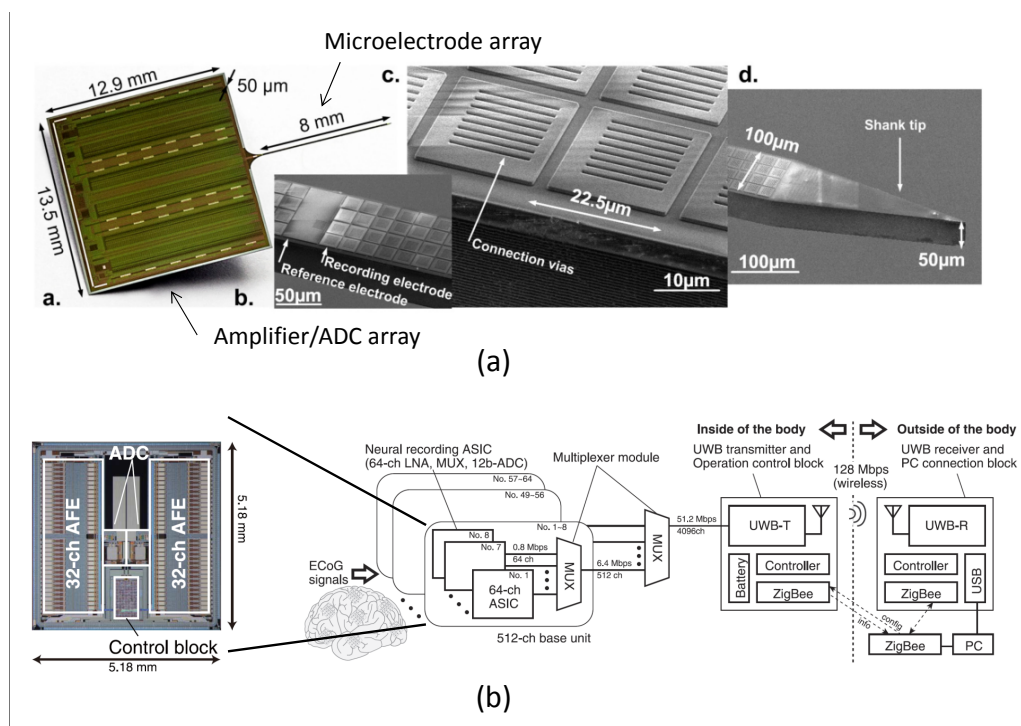 Microelectrode array
12.9 mm
50 µm
8 mm
13.5 mm
a.
Amplifier/ADC array
b.
Reference electrode
Recording electrode
50µm
c.
22.5µm
Connection vias
10µm
d.
Shank tip
100µm
100µm
50µm
(a)
ADC
32-ch AFE
32-ch AFE
5.18 mm
Control block
5.18 mm
Neural recording ASIC
(64-ch LNA, MUX, 12b-ADC)
No. 57~64
No. 49~56
No. 1~8
No. 8
No. 7
No. 1
64-ch
ASIC
0.8 Mbps
64 ch
MUX
6.4 Mbps
512 ch
512-ch base unit
ECoG
signals
Multiplexer module
MUX
51.2 Mbps
4096ch
Inside of the body
UWB transmitter and
Operation control block
UWB-T
Battery
Controller
ZigBee
128 Mbps
(wireless)
Outside of the body
UWB receiver and
PC connection block
UWB-R
Controller
ZigBee
USB
info
config
ZigBee
PC
(b)